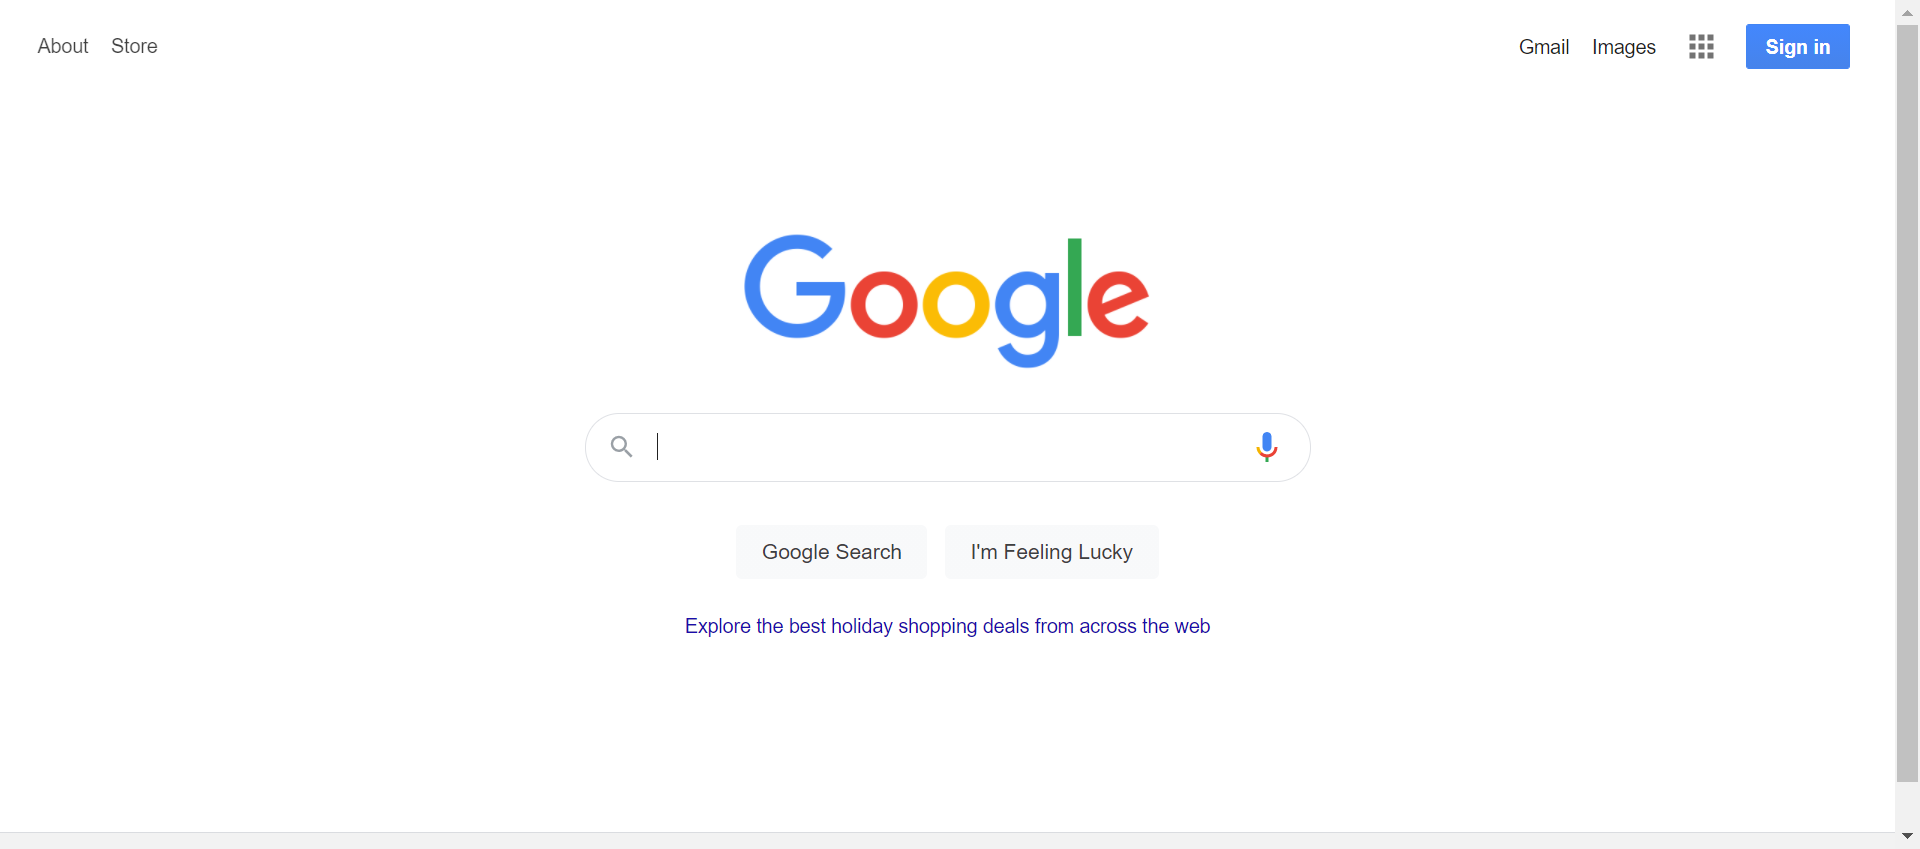 About Store Gmail Images Sign in
Google
Google Search I'm Feeling Lucky
Explore the best holiday shopping deals from across the web